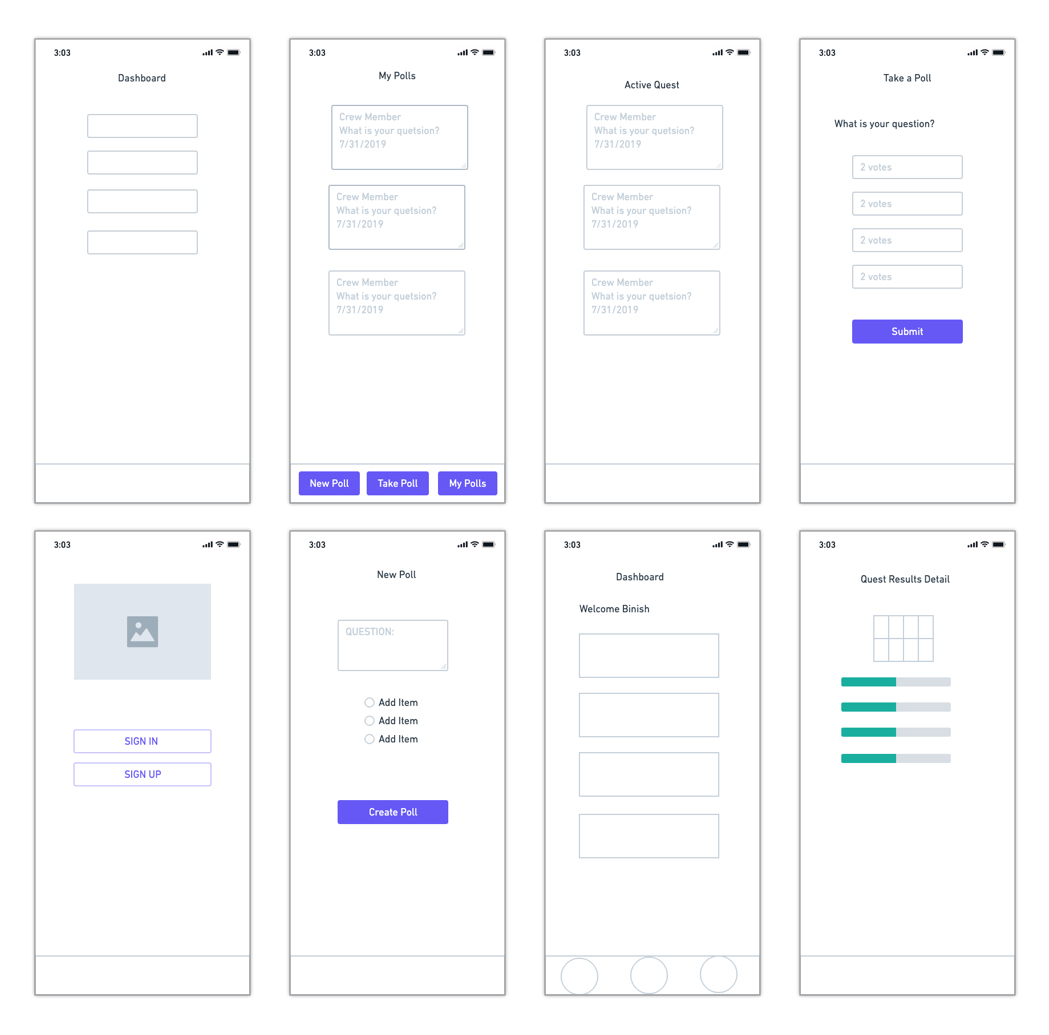 3:03
Dashboard
3:03
My Polls
Crew Member
What is your quetsion?
7/31/2019
Crew Member
What is your quetsion?
7/31/2019
Crew Member
What is your quetsion?
7/31/2019
New Poll
Take Poll
My Polls
3:03
Active Quest
Crew Member
What is your quetsion?
7/31/2019
Crew Member
What is your quetsion?
7/31/2019
Crew Member
What is your quetsion?
7/31/2019
3:03
Take a Poll
What is your question?
2 votes
2 votes
2 votes
2 votes
Submit
3:03
SIGN IN
SIGN UP
3:03
New Poll
QUESTION:
Add Item
Add Item
Add Item
Create Poll
3:03
Dashboard
Welcome Binish
3:03
Quest Results Detail